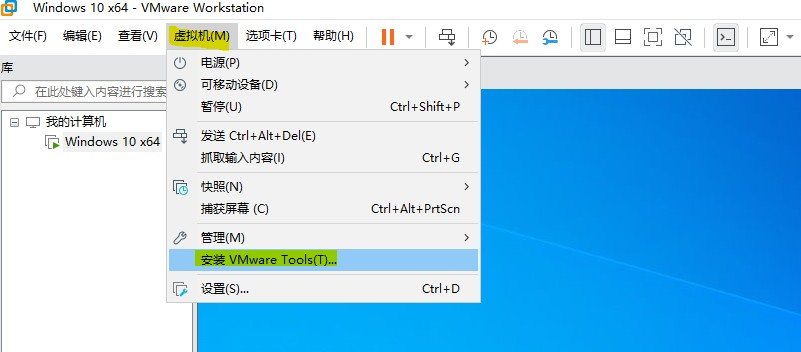 Windows 10 x64 - VMware Workstation
文件(F) 编辑(E) 查看(V) 虚拟机(M) 选项卡(T) 帮助(H)
库
在此处键入内容进行搜索
我的计算机
Windows 10 x64
电源(P)
可移动设备(D)
暂停(U) Ctrl+Shift+P
发送 Ctrl+Alt+Del(E)
抓取输入内容(I) Ctrl+G
快照(N)
捕获屏幕 (C) Ctrl+Alt+PrtScn
管理(M)
安装 VMware Tools(T)...
设置(S)... Ctrl+D